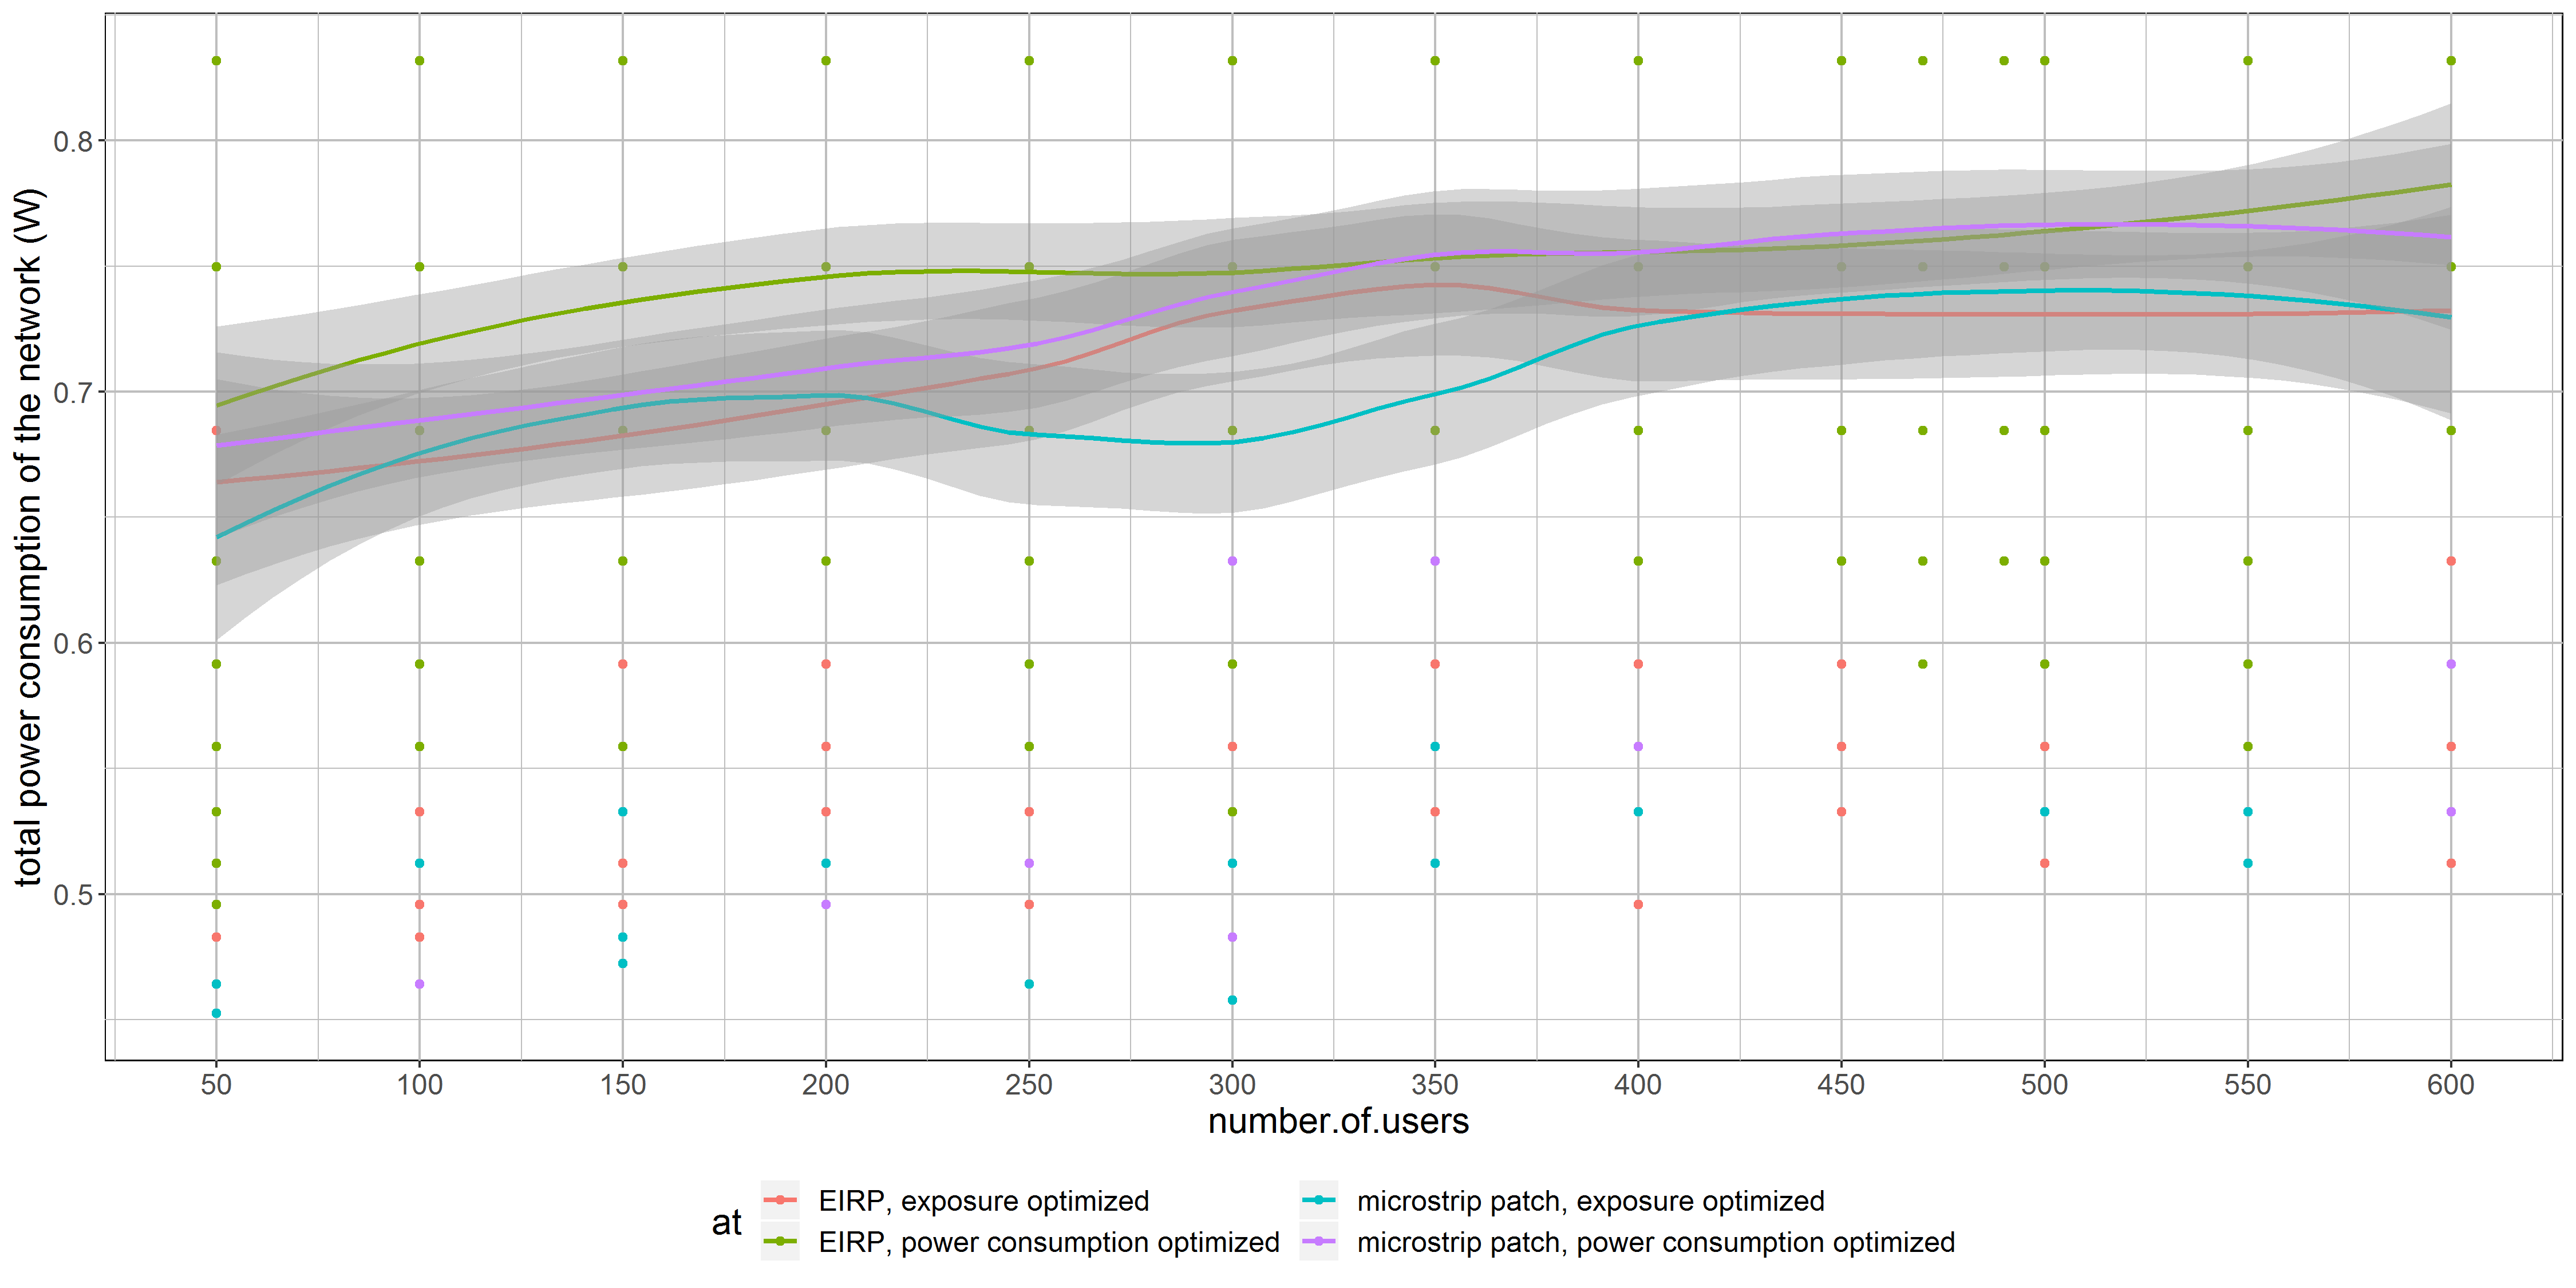 total power consumption of the network (W)
0.8
0.7
0.6
0.5
50 100 150 200 250 300 350 400 450 500 550 600
number.of.users
at
EIRP, exposure optimized microstrip patch, exposure optimized
EIRP, power consumption optimized microstrip patch, power consumption optimized